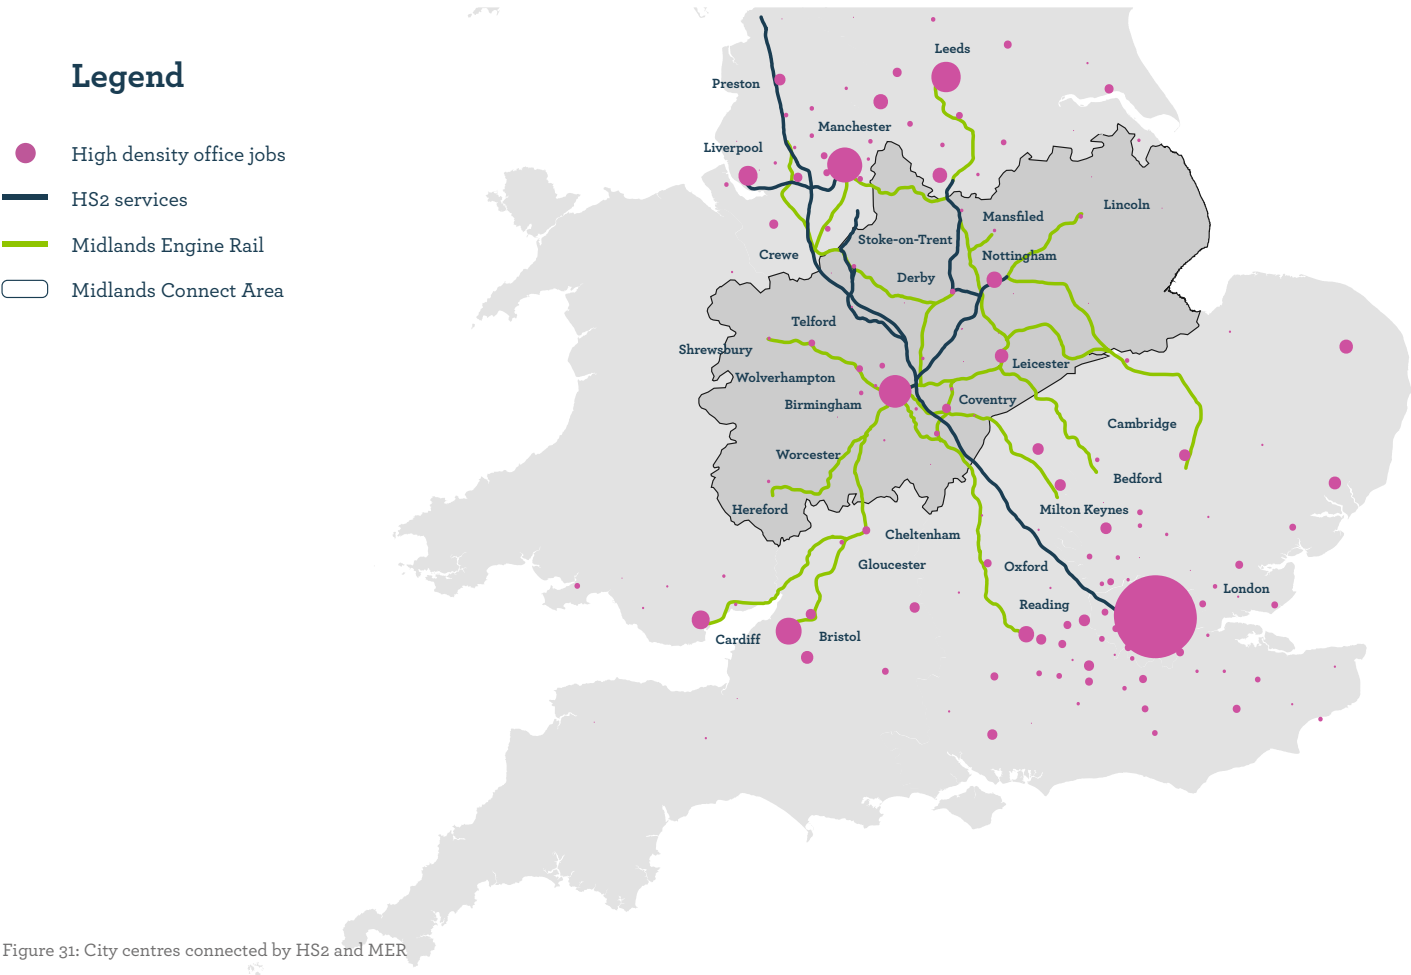 Legend
High density office jobs
HS2 services
Midlands Engine Rail
Midlands Connect Area
Leeds
Preston
Manchester
Liverpool
Lincoln
Mansfiled
Stoke-on-Trent
Crewe
Nottingham
Derby
Telford
Shrewsbury
Leicester
Wolverhampton
Birmingham
Coventry
Cambridge
Worcester
Bedford
Hereford
Milton Keynes
Cheltenham
Gloucester
Oxford
London
Reading
Cardiff
Bristol
Figure 31: City centres connected by HS2 and MER